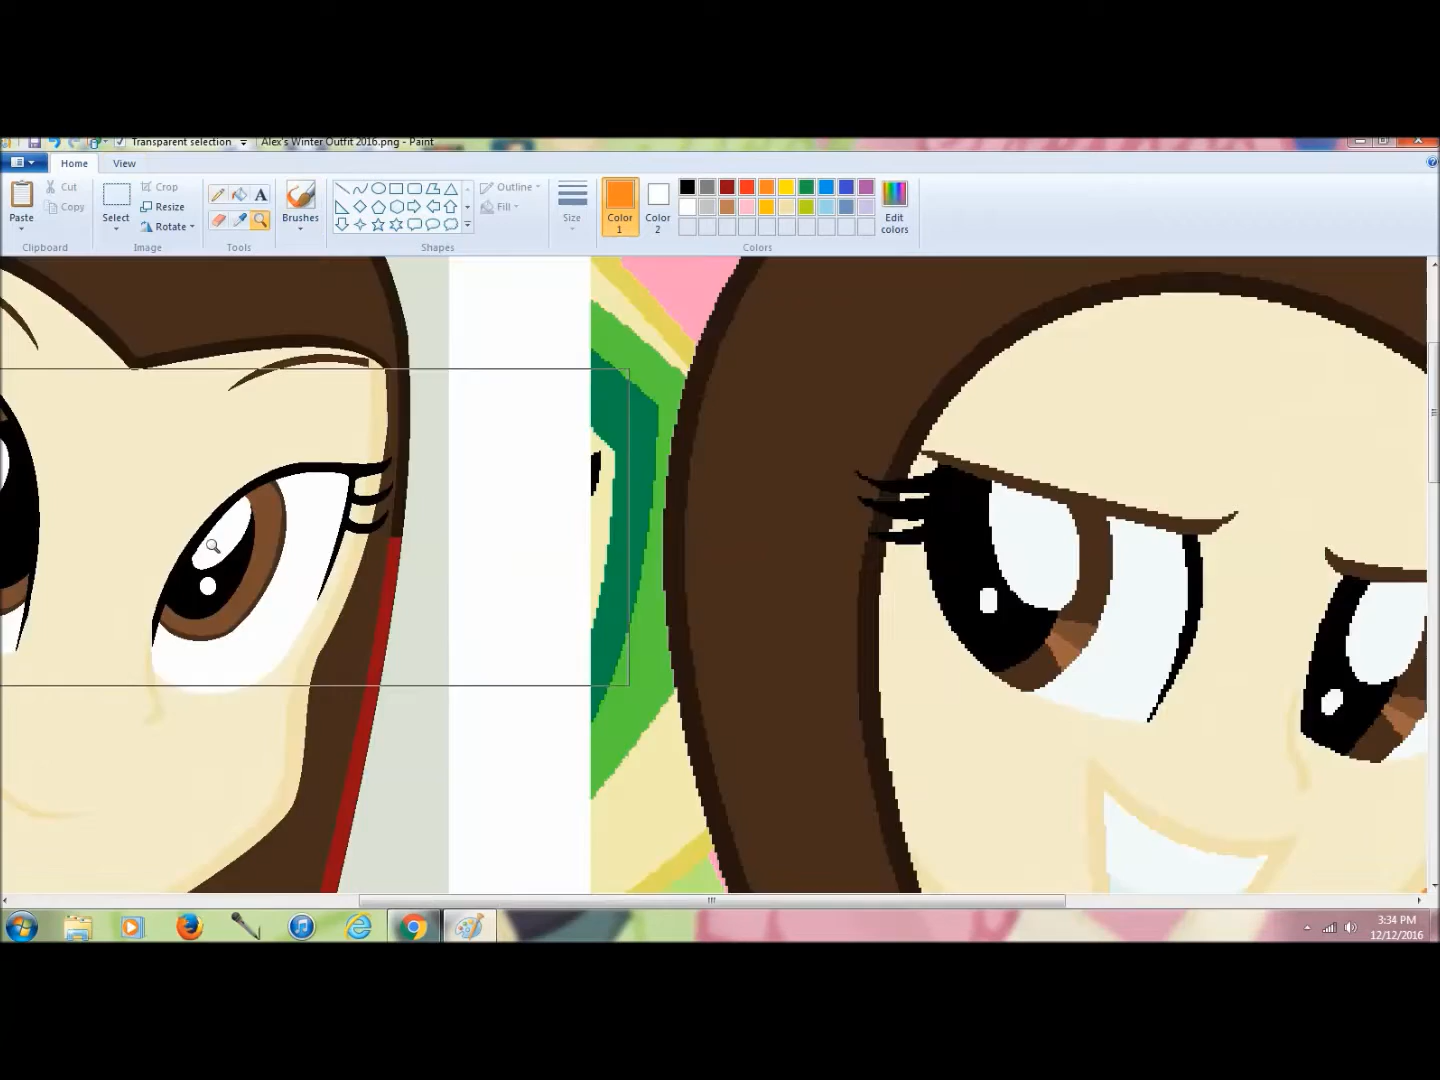 Transparent selection Alex's Winter Outfit 2016.png - Paint
Home View
Cut Crop Outline
Copy Resize Fill
Paste Select Rotate Brushes Size Color 1 Color 2 Edit colors
Clipboard Image Tools Shapes Colors
3:34 PM
12/12/2016